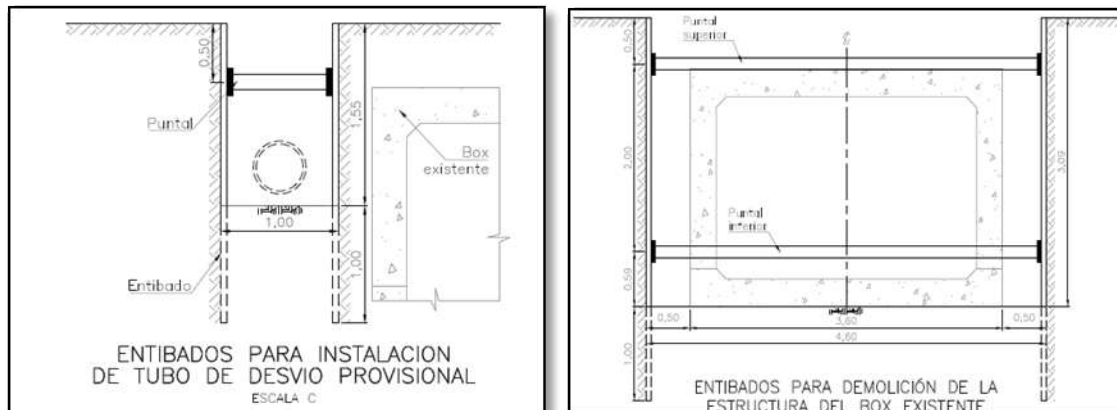 0,50
Puntal
1,55
Box
existente
1,00
Entibado
1,00
ENTIBADOS PARA INSTALACION
DE TUBO DE DESVIO PROVISIONAL
ESCALA C
0,50
Puntal
superior
2,00
3,09
Puntal
inferior
0,59
0,50
3,60
0,50
4,60
1,00
ENTIBADOS PARA DEMOLICIÓN DE LA
ESTRUCTURA DEL BOX EXISTENTE